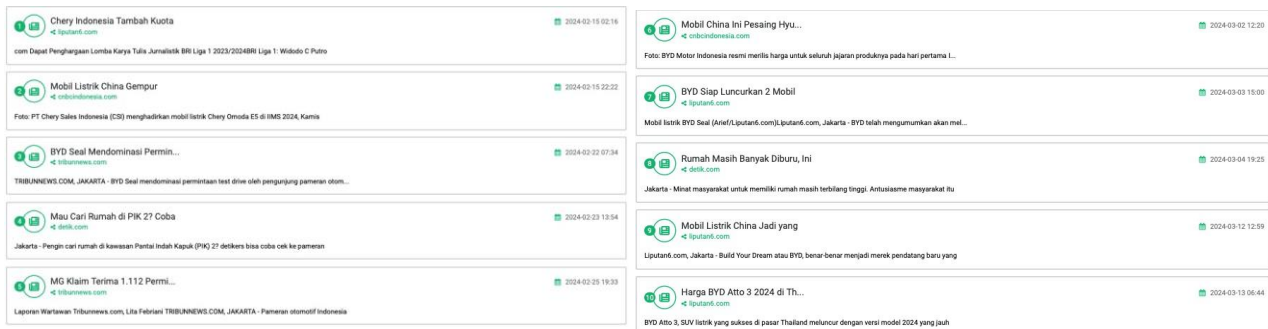 1 Chery Indonesia Tambah Kuota
liputan6.com
2024-02-15 02:16
com Dapat Penghargaan Lomba Karya Tulis Jurnalistik BRI Liga 1 2023/2024BRI Liga 1: Widodo C Putro
2 Mobil Listrik China Gempur
cnbcindonesia.com
2024-02-15 22:22
Foto: PT Chery Sales Indonesia (CSI) menghadirkan mobil listrik Chery Omoda E5 di IIMS 2024, Kamis
3 BYD Seal Mendominasi Permin...
tribunnews.com
2024-02-22 07:34
TRIBUNNEWS.COM, JAKARTA - BYD Seal mendominasi permintaan test drive oleh pengunjung pameran otom...
4 Mau Cari Rumah di PIK 2? Coba
detik.com
2024-02-23 13:54
Jakarta - Pengin cari rumah di kawasan Pantai Indah Kapuk (PIK) 2? detikers bisa coba cek ke pameran
5 MG Klaim Terima 1.112 Permi...
tribunnews.com
2024-02-25 19:33
Laporan Wartawan Tribunnews.com, Lita Febriani TRIBUNNEWS.COM, JAKARTA - Pameran otomotif Indonesia
6 Mobil China Ini Pesaing Hyu...
cnbcindonesia.com
2024-03-02 12:20
Foto: BYD Motor Indonesia resmi merilis harga untuk seluruh jajaran produknya pada hari pertama I...
7 BYD Siap Luncurkan 2 Mobil
liputan6.com
2024-03-03 15:00
Mobil listrik BYD Seal (Arief/Liputan6.com)Liputan6.com, Jakarta - BYD telah mengumumkan akan mel...
8 Rumah Masih Banyak Diburu, Ini
detik.com
2024-03-04 19:25
Jakarta - Minat masyarakat untuk memiliki rumah masih terbilang tinggi. Antusiasme masyarakat itu
9 Mobil Listrik China Jadi yang
liputan6.com
2024-03-12 12:59
Liputan6.com, Jakarta - Build Your Dream atau BYD, benar-benar menjadi merek pendatang baru yang
10 Harga BYD Atto 3 2024 di Th...
liputan6.com
2024-03-13 06:44
BYD Atto 3, SUV listrik yang sukses di pasar Thailand meluncur dengan versi model 2024 yang jauh